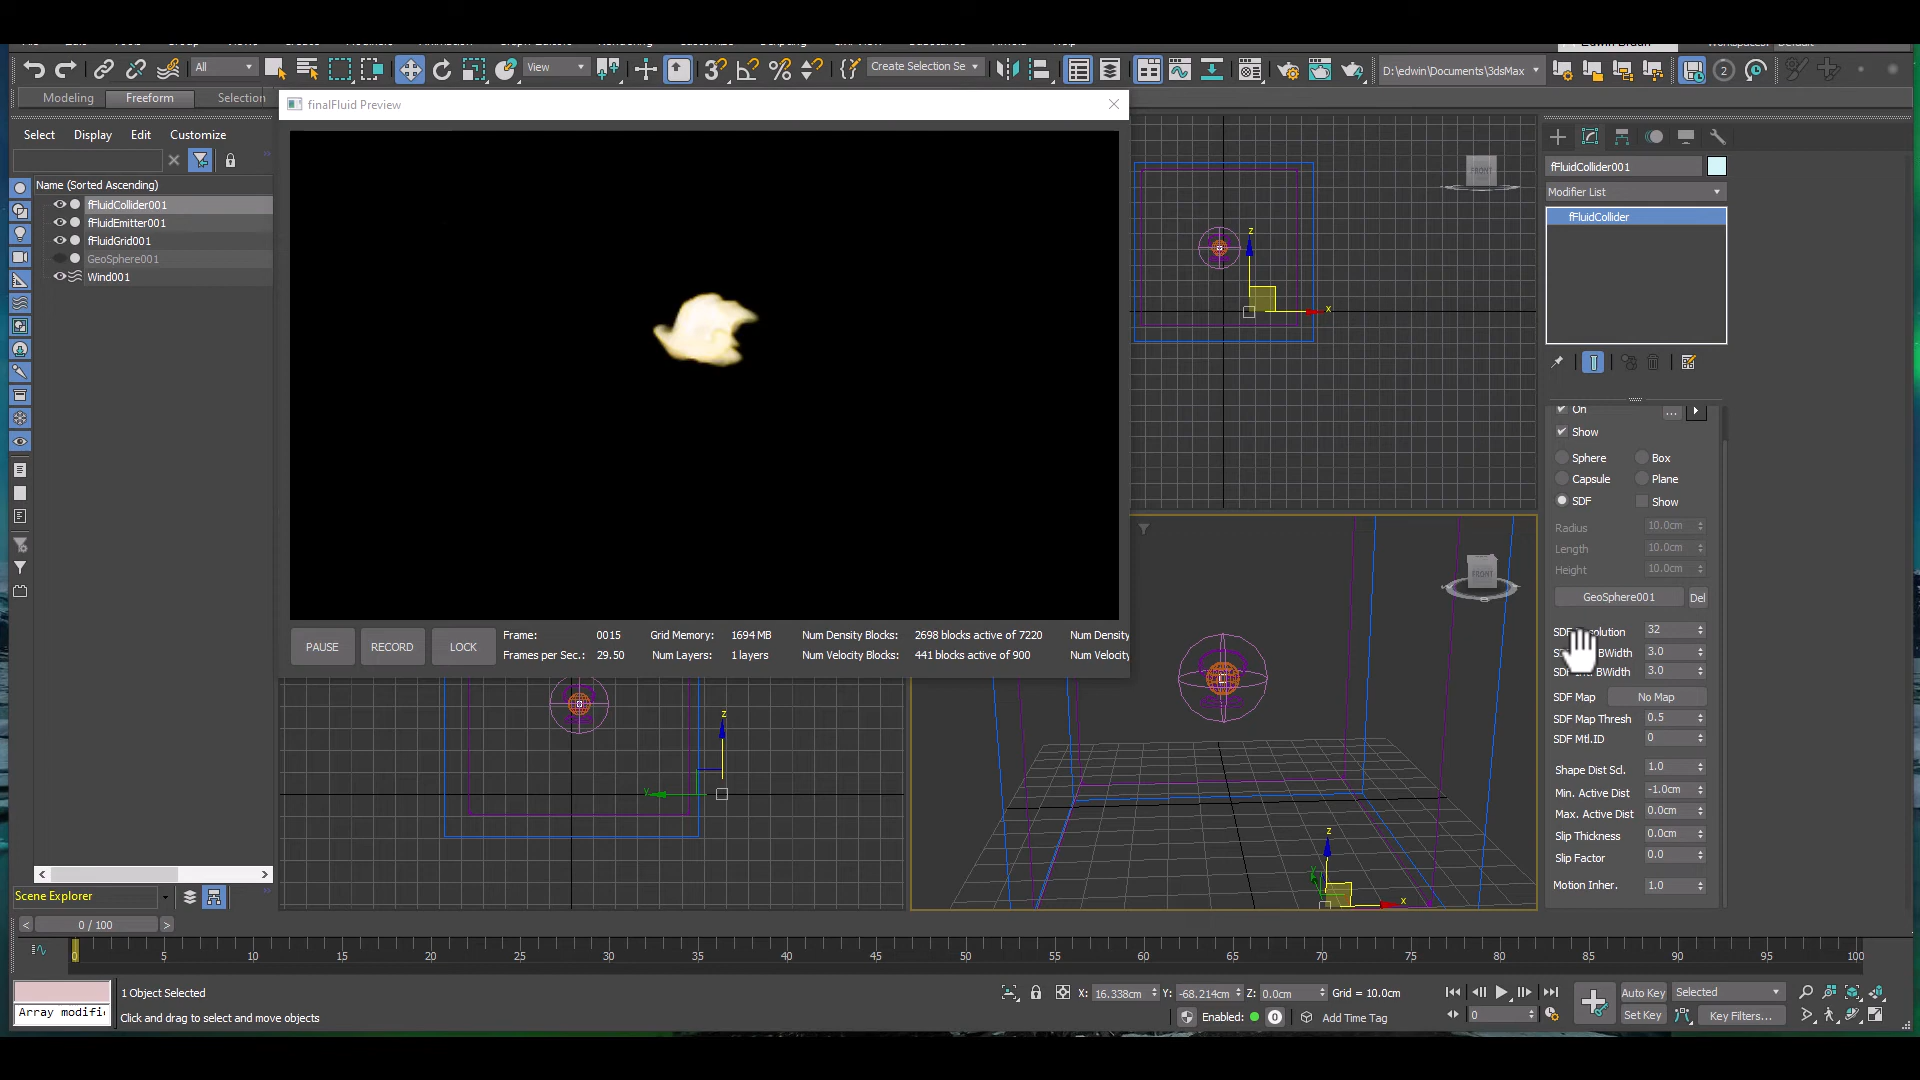 Edwin Braun
All
View
Create Selection Se
D:\edwin\Documents\3dsMax
2
Modeling
Freeform
Selection
finalFluid Preview
Select
Display
Edit
Customize
Name (Sorted Ascending)
fFluidCollider001
fFluidEmitter001
fFluidGrid001
GeoSphere001
Wind001
FRONT
z
x
PAUSE
RECORD
LOCK
Frame:
0015
Grid Memory:
1694 MB
Num Density Blocks:
2698 blocks active of 7220
Num Density
Frames per Sec.:
29.50
Num Layers:
1 layers
Num Velocity Blocks:
441 blocks active of 900
Num Velocity
z
y
FRONT
z
y
x
fFluidCollider001
Modifier List
fFluidCollider
On
...
Show
Sphere
Box
Capsule
Plane
SDF
Show
Radius
10.0cm
Length
10.0cm
Height
10.0cm
GeoSphere001
Del
32
BWidth
3.0
BWidth
3.0
SDF Map
No Map
SDF Map Thresh
0.5
SDF Mtl.ID
0
Shape Dist Scl.
1.0
Min. Active Dist
-1.0cm
Max. Active Dist
0.0cm
Slip Thickness
0.0cm
Slip Factor
0.0
Motion Inher.
1.0
Scene Explorer
0 / 100
0
5
10
15
20
25
30
35
40
45
50
55
60
65
70
75
80
85
90
95
100
1 Object Selected
Click and drag to select and move objects
Array modifi
X:
16.338cm
Y:
-68.214cm
Z:
0.0cm
Grid = 10.0cm
Enabled:
0
Add Time Tag
0
Auto Key
Selected
Set Key
Key Filters...